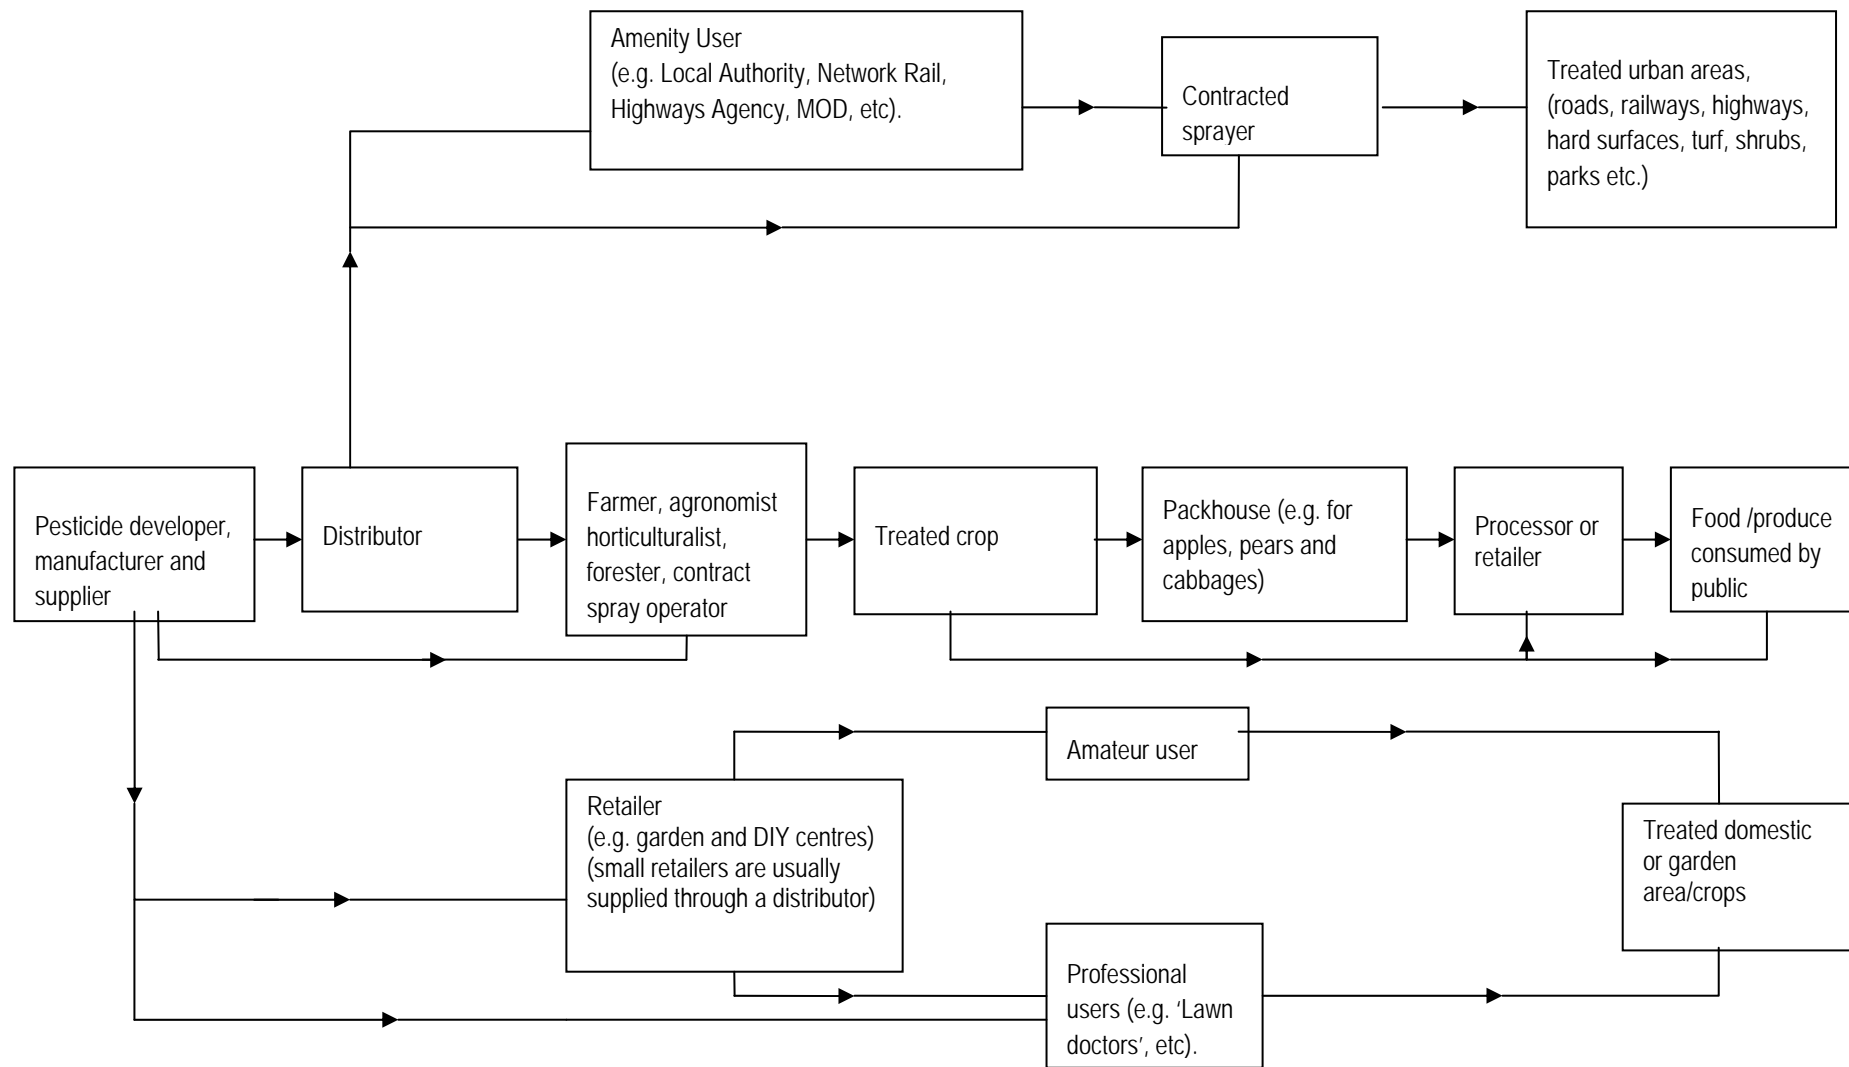 Amenity User
(e.g. Local Authority, Network Rail,
Highways Agency, MOD, etc).
Contracted
sprayer
Treated urban areas,
(roads, railways, highways,
hard surfaces, turf, shrubs,
parks etc.)
Pesticide developer,
manufacturer and
supplier
Distributor
Farmer, agronomist
horticulturalist,
forester, contract
spray operator
Treated crop
Packhouse (e.g. for
apples, pears and
cabbages)
Processor or
retailer
Food /produce
consumed by
public
Amateur user
Retailer
(e.g. garden and DIY centres)
(small retailers are usually
supplied through a distributor)
Treated domestic
or garden
area/crops
Professional
users (e.g. ‘Lawn
doctors’, etc).